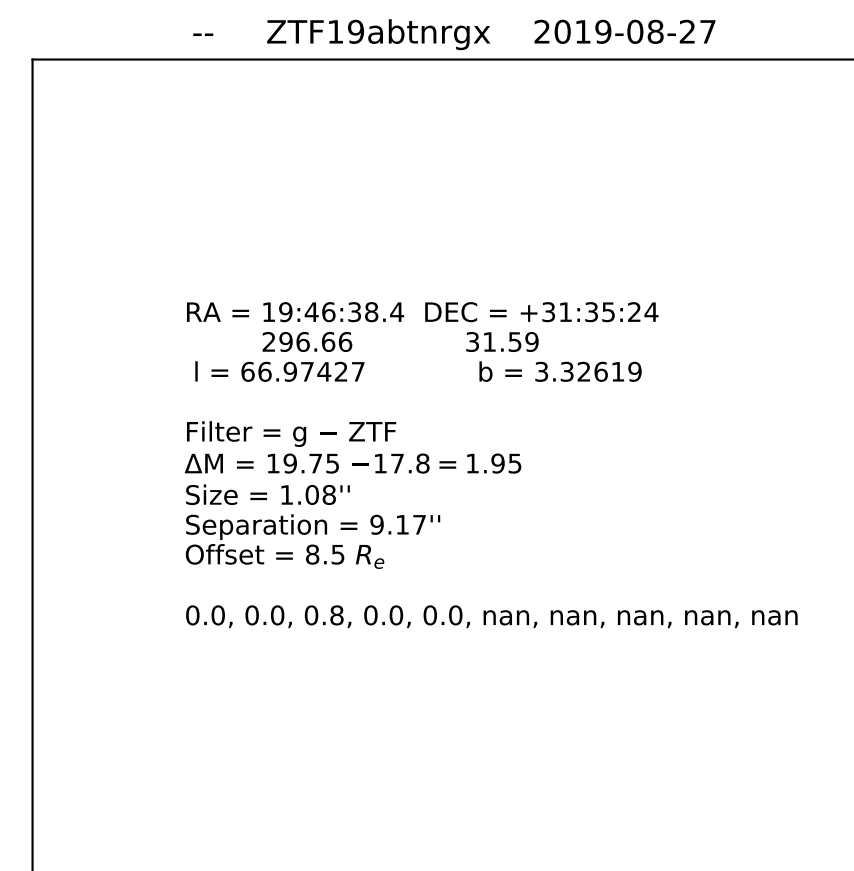 -- ZTF19abtnrgx 2019-08-27
RA = 19:46:38.4 DEC = +31:35:24
296.66 31.59
l = 66.97427 b = 3.32619
Filter = g − ZTF
ΔM = 19.75 −17.8 = 1.95
Size = 1.08''
Separation = 9.17''
Offset = 8.5 Rₑ
0.0, 0.0, 0.8, 0.0, 0.0, nan, nan, nan, nan, nan